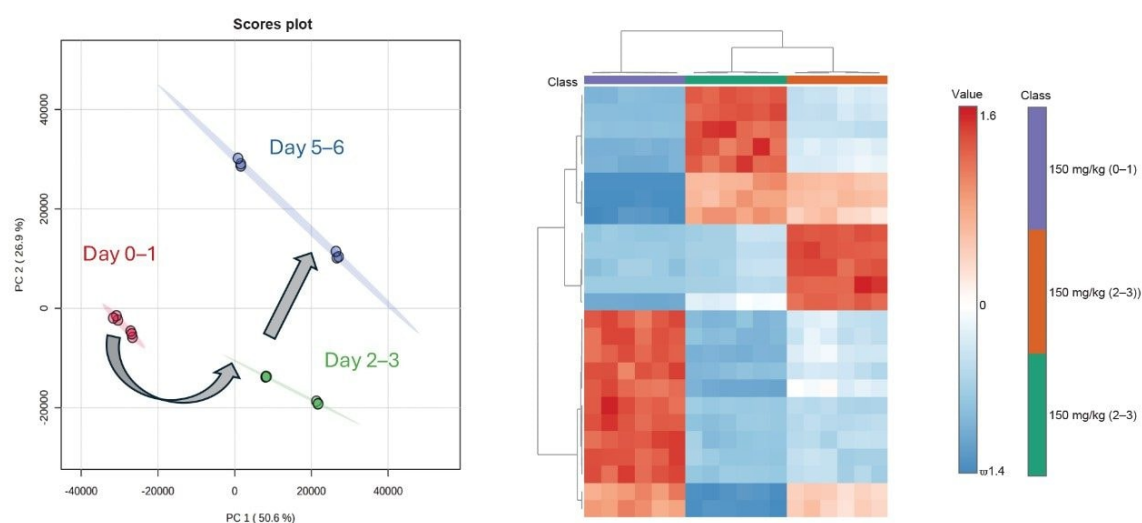 Scores plot
Day 5–6
Day 0–1
Day 2–3
PC 2 ( 26.9 %)
40000
20000
0
20000
-40000
-20000
0
20000
40000
PC 1 ( 50.6 %)
Class
Value
1.6
0
ϖ1.4
Class
150 mg/kg (0–1)
150 mg/kg (2–3))
150 mg/kg (2–3)